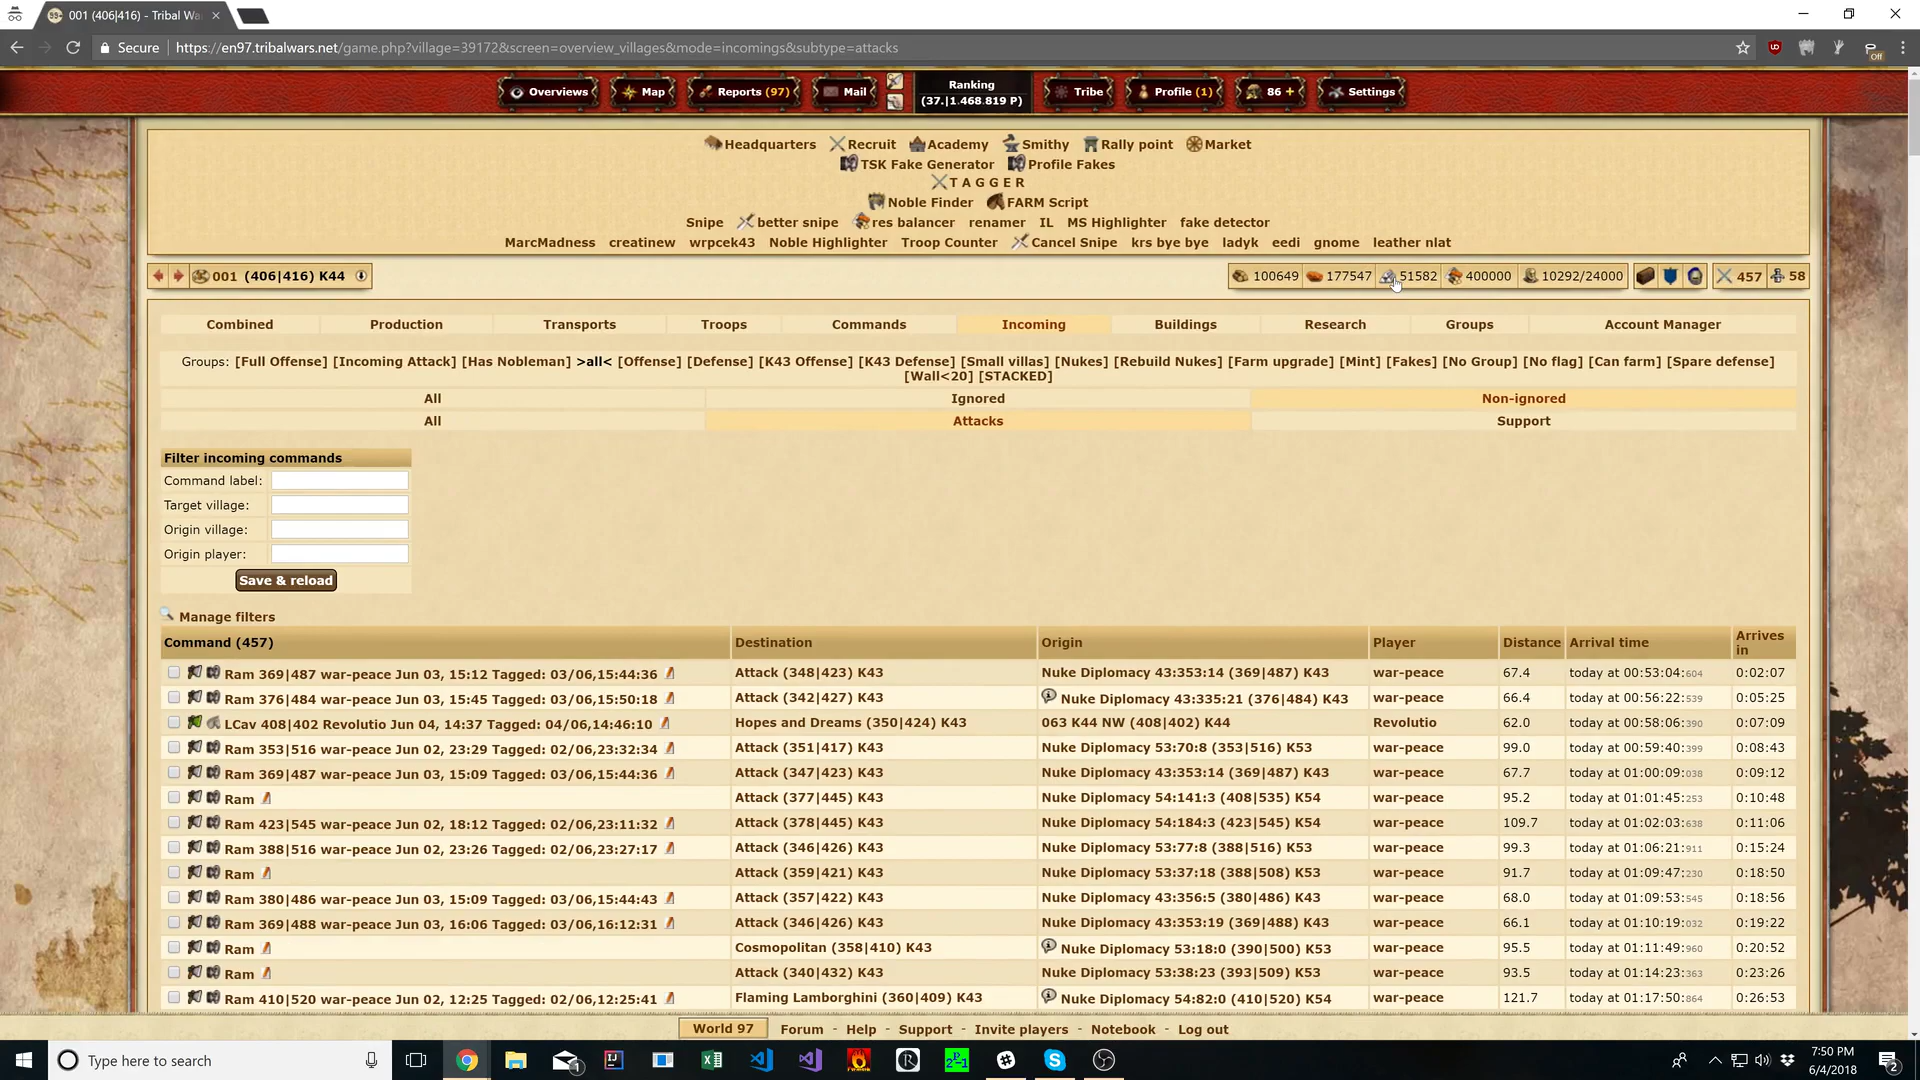 001 (406|416) - Tribal Wa
Secure https://en97.tribalwars.net/game.php?village=39172&screen=overview_villages&mode=incomings&subtype=attacks
Off
Overviews Map Reports (97) Mail Ranking (37.|1.468.819 P) Tribe Profile (1) 86 + Settings
Headquarters Recruit Academy Smithy Rally point Market
TSK Fake Generator Profile Fakes
T A G G E R
Noble Finder FARM Script
Snipe better snipe res balancer renamer IL MS Highlighter fake detector
MarcMadness creatinew wrpcek43 Noble Highlighter Troop Counter Cancel Snipe krs bye bye ladyk eedi gnome leather nlat
001 (406|416) K44 100649 177547 51582 400000 10292/24000 457 58
Combined Production Transports Troops Commands Incoming Buildings Research Groups Account Manager
Groups: [Full Offense] [Incoming Attack] [Has Nobleman] >all< [Offense] [Defense] [K43 Offense] [K43 Defense] [Small villas] [Nukes] [Rebuild Nukes] [Farm upgrade] [Mint] [Fakes] [No Group] [No flag] [Can farm] [Spare defense]
[Wall<20] [STACKED]
All Ignored Non-ignored
All Attacks Support
Filter incoming commands
Command label:
Target village:
Origin village:
Origin player:
Save & reload
Manage filters
Command (457) Destination Origin Player Distance Arrival time Arrives in
Ram 369|487 war-peace Jun 03, 15:12 Tagged: 03/06,15:44:36 Attack (348|423) K43 Nuke Diplomacy 43:353:14 (369|487) K43 war-peace 67.4 today at 00:53:04:604 0:02:07
Ram 376|484 war-peace Jun 03, 15:45 Tagged: 03/06,15:50:18 Attack (342|427) K43 Nuke Diplomacy 43:335:21 (376|484) K43 war-peace 66.4 today at 00:56:22:539 0:05:25
LCav 408|402 Revolutio Jun 04, 14:37 Tagged: 04/06,14:46:10 Hopes and Dreams (350|424) K43 063 K44 NW (408|402) K44 Revolutio 62.0 today at 00:58:06:390 0:07:09
Ram 353|516 war-peace Jun 02, 23:29 Tagged: 02/06,23:32:34 Attack (351|417) K43 Nuke Diplomacy 53:70:8 (353|516) K53 war-peace 99.0 today at 00:59:40:399 0:08:43
Ram 369|487 war-peace Jun 03, 15:09 Tagged: 03/06,15:44:36 Attack (347|423) K43 Nuke Diplomacy 43:353:14 (369|487) K43 war-peace 67.7 today at 01:00:09:038 0:09:12
Ram Attack (377|445) K43 Nuke Diplomacy 54:141:3 (408|535) K54 war-peace 95.2 today at 01:01:45:253 0:10:48
Ram 423|545 war-peace Jun 02, 18:12 Tagged: 02/06,23:11:32 Attack (378|445) K43 Nuke Diplomacy 54:184:3 (423|545) K54 war-peace 109.7 today at 01:02:03:638 0:11:06
Ram 388|516 war-peace Jun 02, 23:26 Tagged: 02/06,23:27:17 Attack (346|426) K43 Nuke Diplomacy 53:77:8 (388|516) K53 war-peace 99.3 today at 01:06:21:911 0:15:24
Ram Attack (359|421) K43 Nuke Diplomacy 53:37:18 (388|508) K53 war-peace 91.7 today at 01:09:47:230 0:18:50
Ram 380|486 war-peace Jun 03, 15:09 Tagged: 03/06,15:44:43 Attack (357|422) K43 Nuke Diplomacy 43:356:5 (380|486) K43 war-peace 68.0 today at 01:09:53:545 0:18:56
Ram 369|488 war-peace Jun 03, 16:06 Tagged: 03/06,16:12:31 Attack (346|426) K43 Nuke Diplomacy 43:353:19 (369|488) K43 war-peace 66.1 today at 01:10:19:032 0:19:22
Ram Cosmopolitan (358|410) K43 Nuke Diplomacy 53:18:0 (390|500) K53 war-peace 95.5 today at 01:11:49:960 0:20:52
Ram Attack (340|432) K43 Nuke Diplomacy 53:38:23 (393|509) K53 war-peace 93.5 today at 01:14:23:363 0:23:26
Ram 410|520 war-peace Jun 02, 12:25 Tagged: 02/06,12:25:41 Flaming Lamborghini (360|409) K43 Nuke Diplomacy 54:82:0 (410|520) K54 war-peace 121.7 today at 01:17:50:864 0:26:53
World 97 Forum - Help - Support - Invite players - Notebook - Log out
Type here to search
7:50 PM
6/4/2018